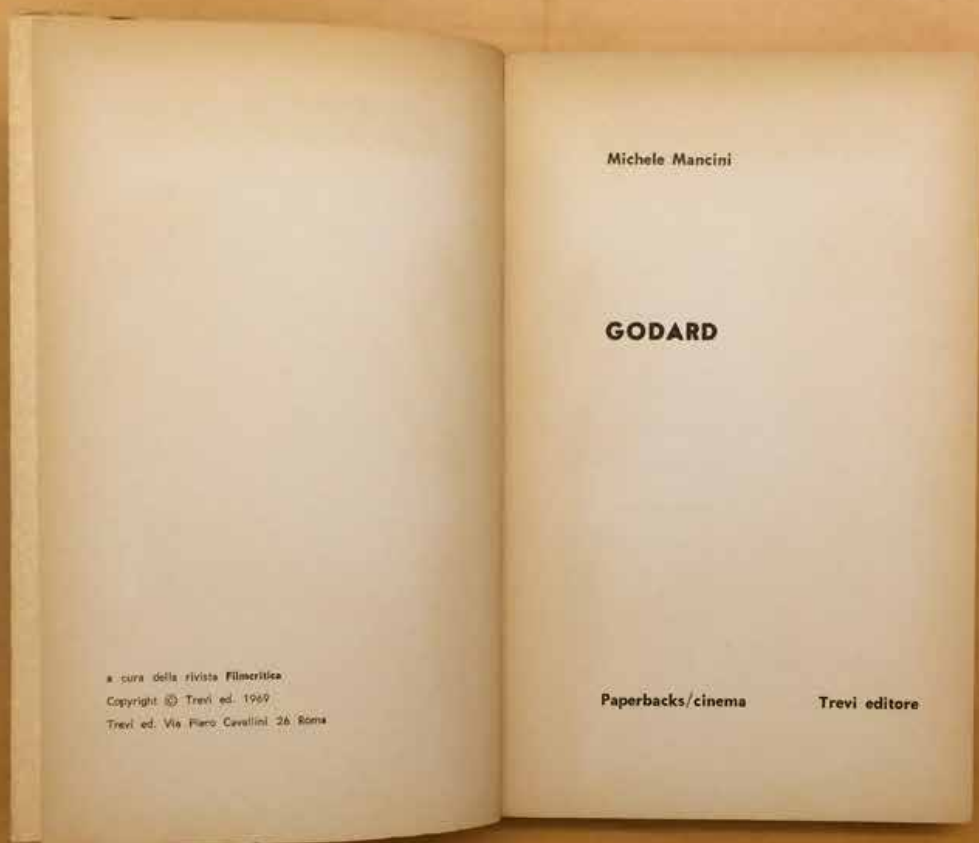 a cura della rivista Filmcritica
Copyright © Trevi ed. 1969
Trevi ed. Via Piero Cavallini 26 Roma
Michele Mancini
GODARD
Paperbacks/cinema Trevi editore